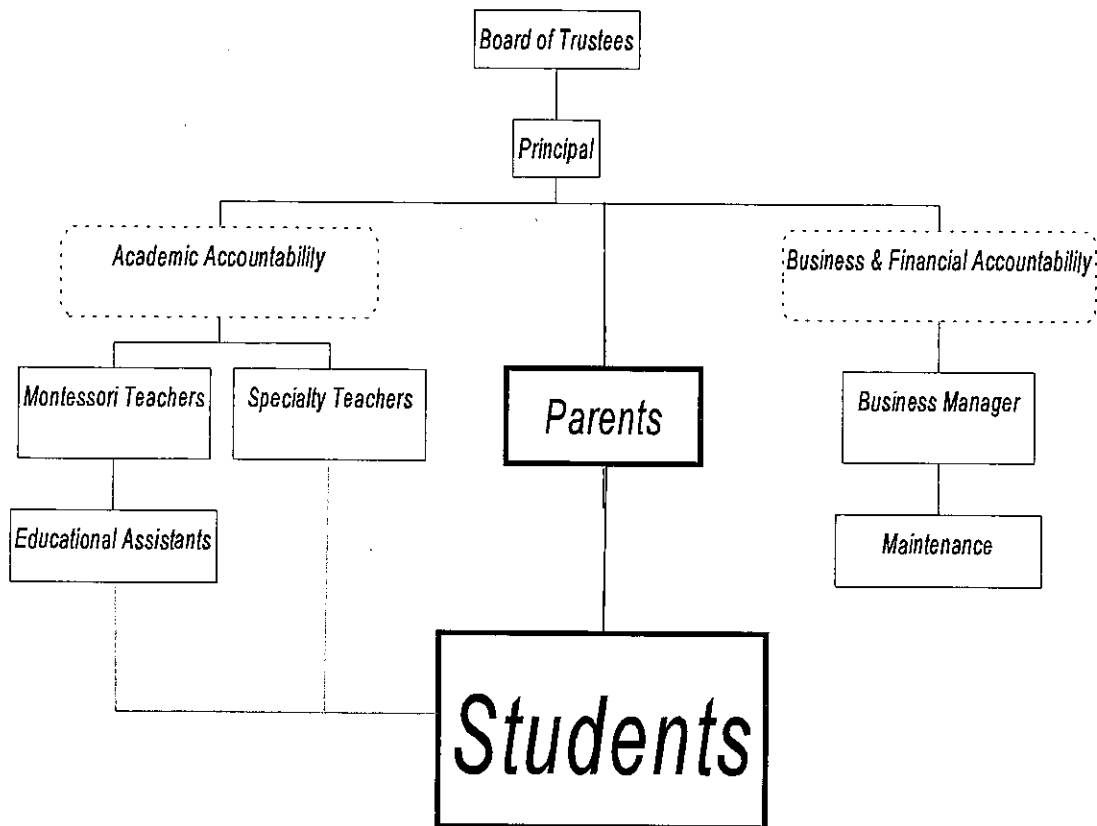 Board of Trustees
Principal
Academic Accountability
Business & Financial Accountability
Montessori Teachers
Specialty Teachers
Parents
Business Manager
Educational Assistants
Maintenance
Students